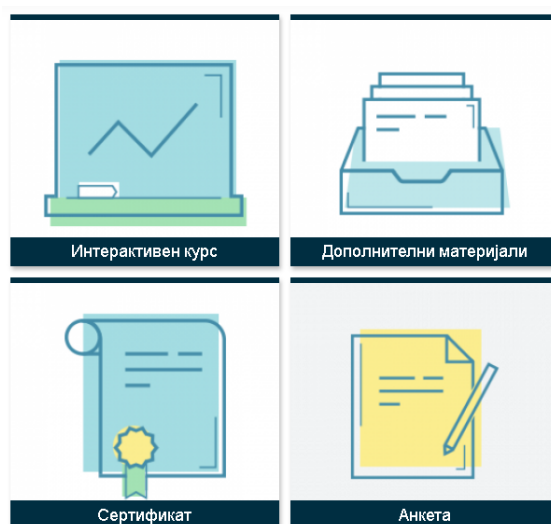 Интерактивен курс
Дополнителни материјали
Сертификат
Анкета